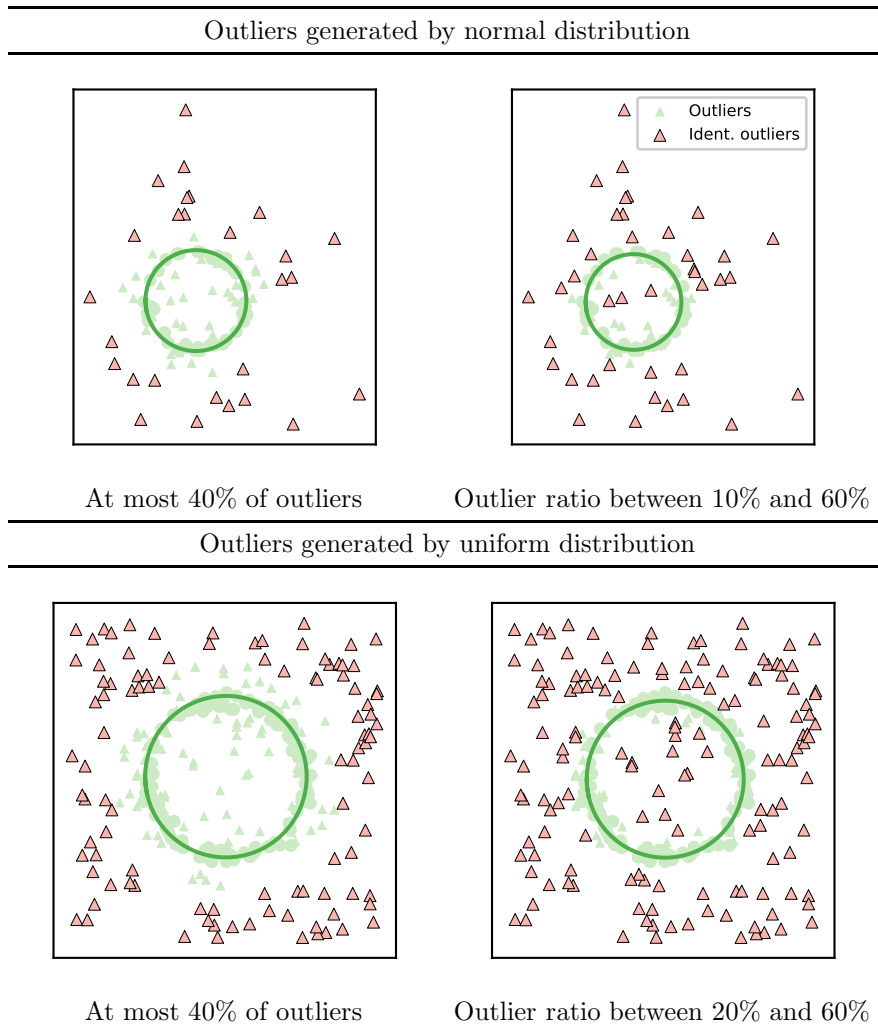 Outliers generated by normal distribution
Outliers
Ident. outliers
At most 40% of outliers
Outlier ratio between 10% and 60%
Outliers generated by uniform distribution
At most 40% of outliers
Outlier ratio between 20% and 60%